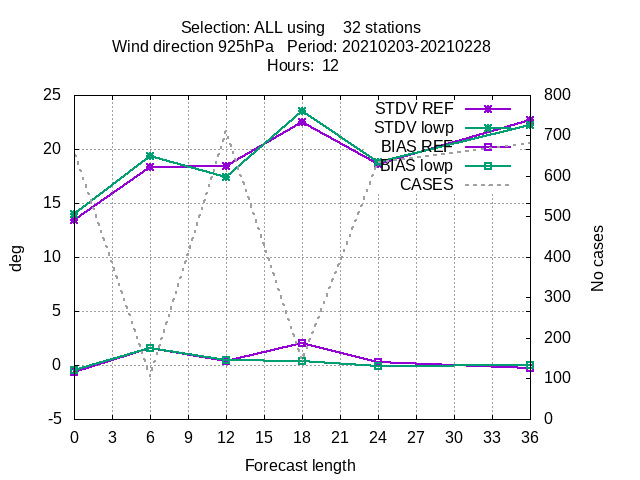 Selection: ALL using 32 stations
Wind direction 925hPa Period: 20210203-20210228
Hours: 12
STDV REF
STDV lowp
BIAS REF
BIAS lowp
CASES
25
20
15
10
5
0
-5
deg
800
700
600
500
400
300
200
100
0
No cases
0 3 6 9 12 15 18 21 24 27 30 33 36
Forecast length